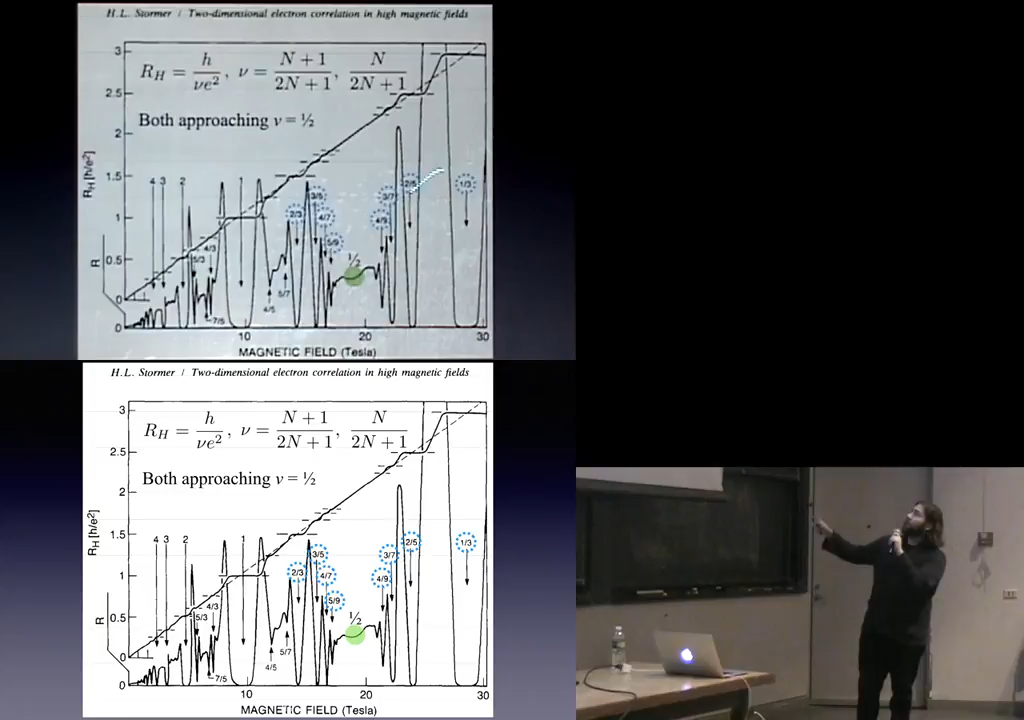 H.L. Stormer / Two-dimensional electron correlation in high magnetic fields
R_H = h/νe², ν = N+1/2N+1, N/2N+1
Both approaching ν = ½
3
2.5
2
1.5
1
0.5
0
0
R_H [h/e²]
R
4 3 2 1
5/3 4/3 7/5 4/5 5/7
2/3 3/5 4/7 5/9
½
4/9 3/7 2/5 1/3
10 20 30
MAGNETIC FIELD (Tesla)
H.L. Stormer / Two-dimensional electron correlation in high magnetic fields
R_H = h/νe², ν = N+1/2N+1, N/2N+1
Both approaching ν = ½
3
2.5
2
1.5
1
0.5
0
0
R_H [h/e²]
R
4 3 2 1
5/3 4/3 7/5 4/5 5/7
2/3 3/5 4/7 5/9
½
4/9 3/7 2/5 1/3
10 20 30
MAGNETIC FIELD (Tesla)